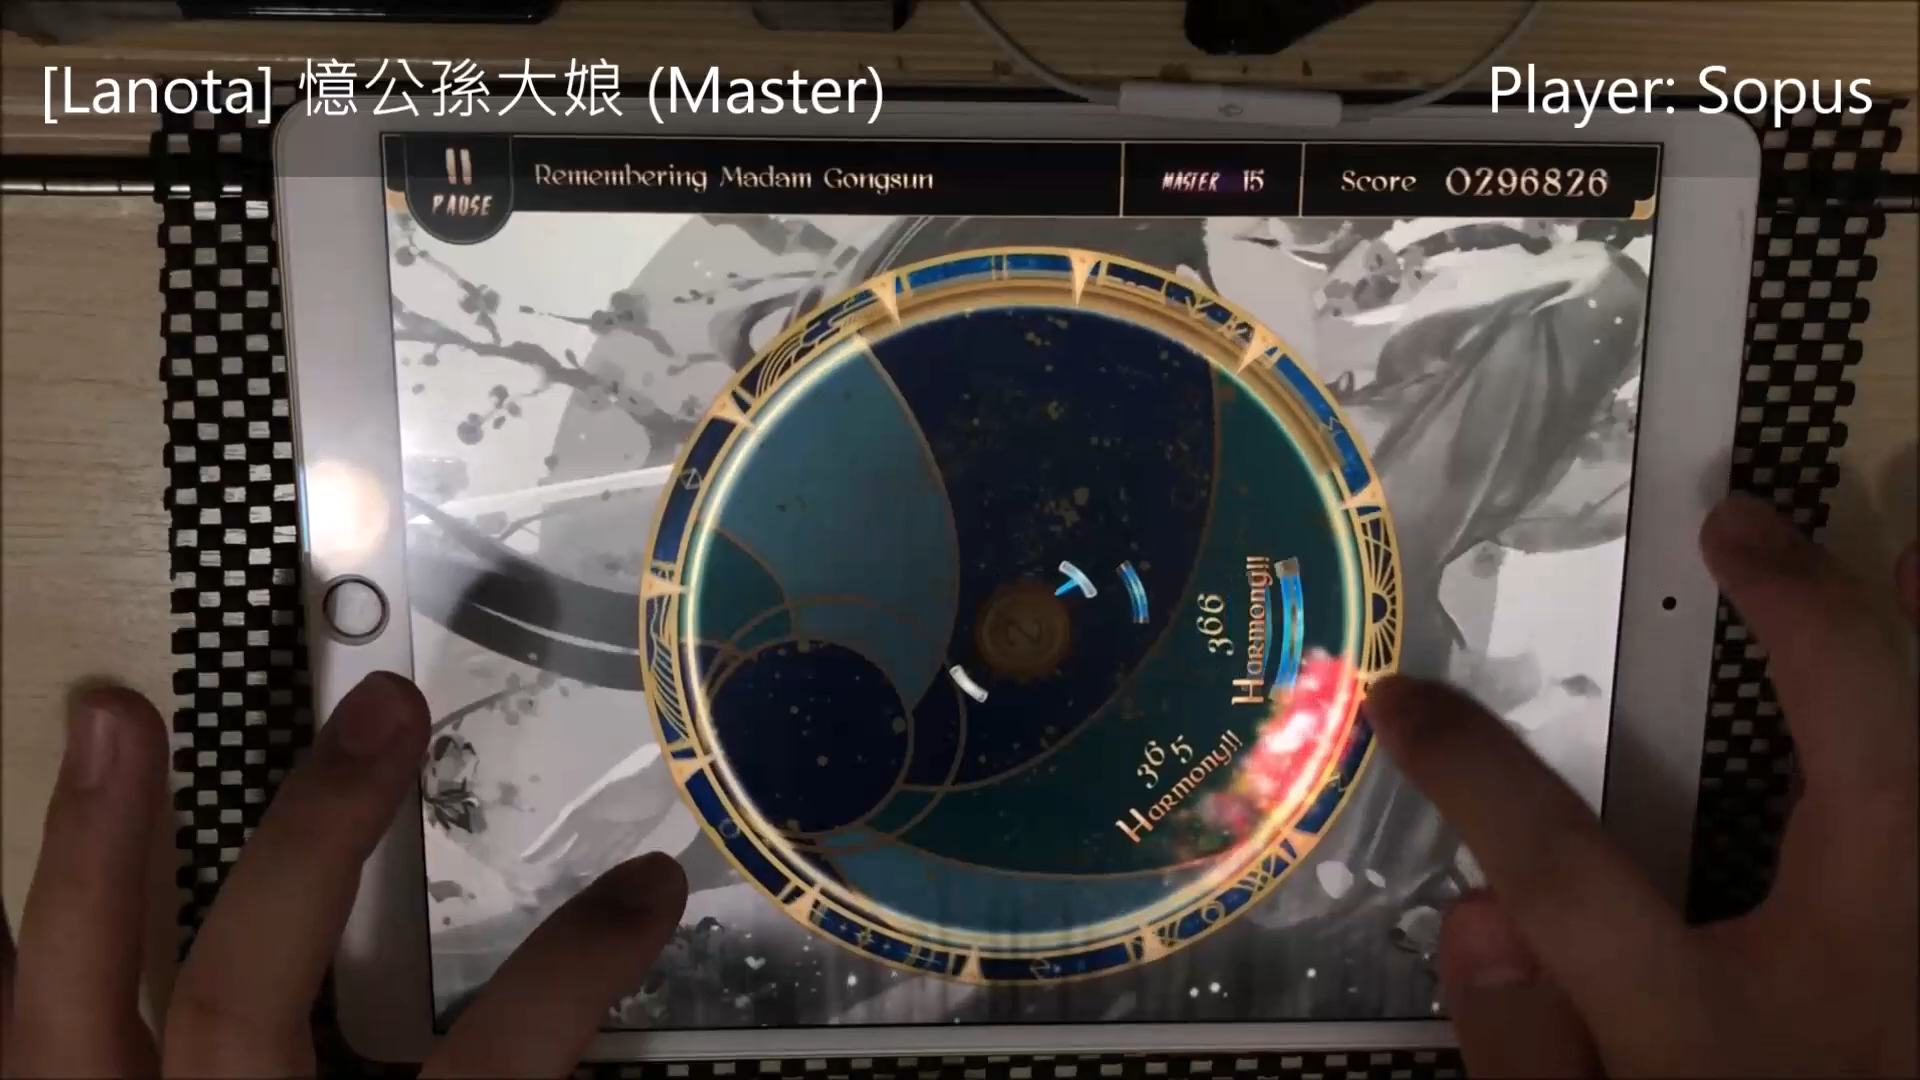 [Lanota] 憶公孫大娘 (Master)
Player: Sopus
PAUSE
Remembering Madam Gongsun
MASTER 15
Score 0296826
366
Harmony!!
365
Harmony!!